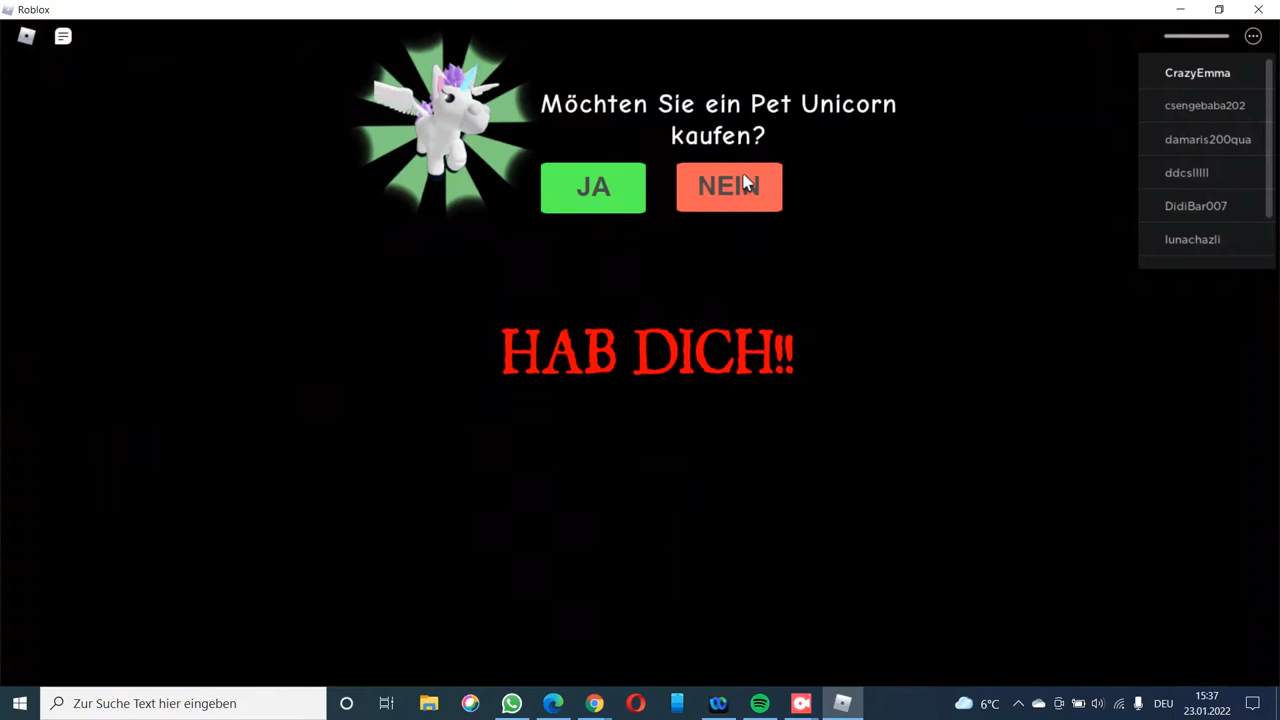 Roblox
CrazyEmma
csengebaba202
damaris200qua
ddcslllll
DidiBar007
lunachazli
Möchten Sie ein Pet Unicorn
kaufen?
JA
NEIN
HAB DICH!!
Zur Suche Text hier eingeben
6°C
DEU
15:37
23.01.2022